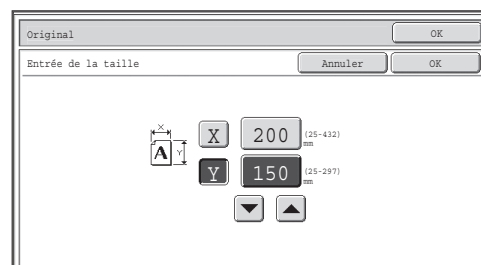 Original OK
Entrée de la taille Annuler OK
X
A Y
X 200 (25-432)
mm
Y 150 (25-297)
mm